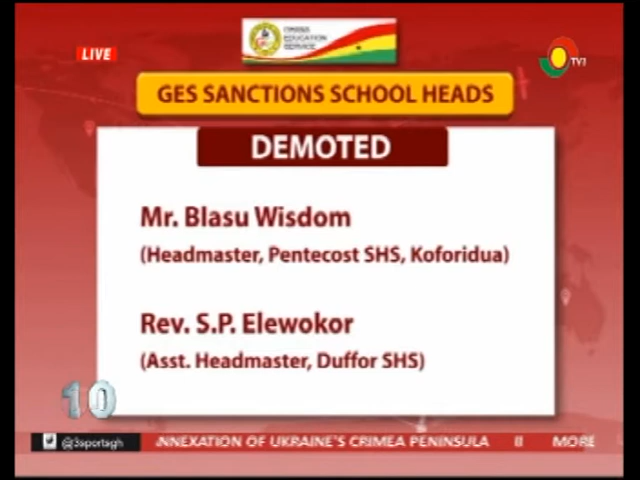 GHANA
EDUCATION
SERVICE
LIVE
TV3
GES SANCTIONS SCHOOL HEADS
DEMOTED
Mr. Blasu Wisdom
(Headmaster, Pentecost SHS, Koforidua)
Rev. S.P. Elewokor
(Asst. Headmaster, Duffor SHS)
10
@3sportsgh
NNEXATION OF UKRAINE'S CRIMEA PENINSULA
MORE